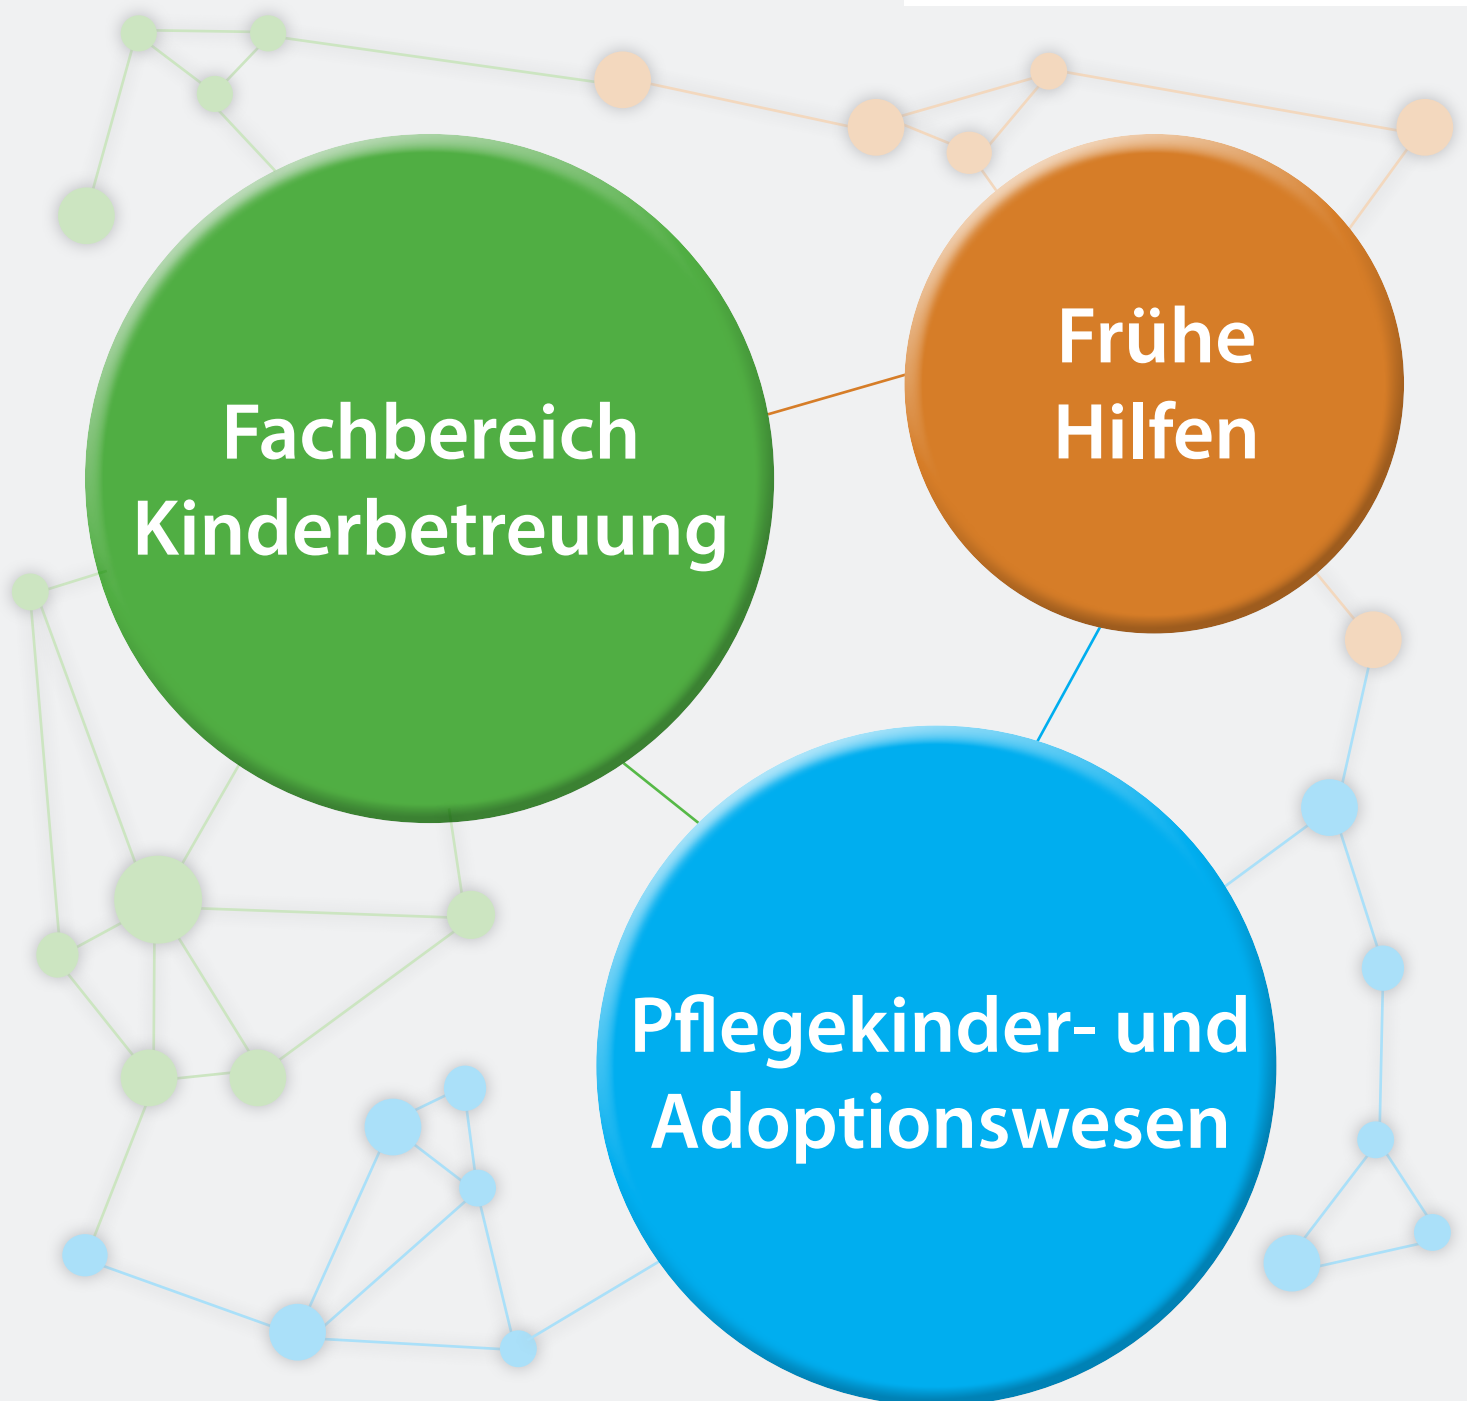 Fachbereich
Kinderbetreuung
Frühe
Hilfen
Pflegekinder- und
Adoptionswesen